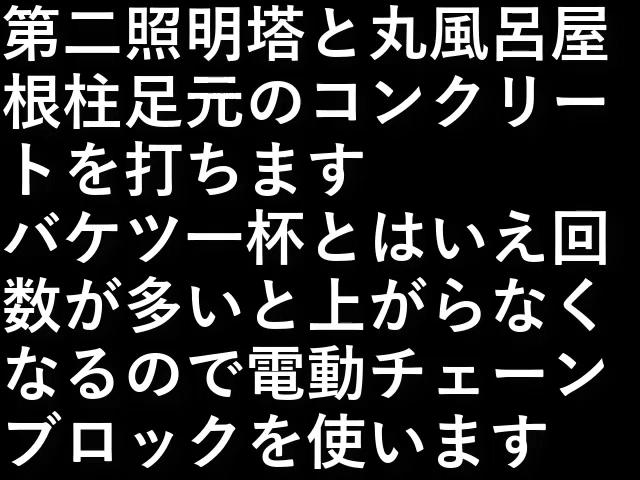 第二照明塔と丸風呂屋
根柱足元のコンクリー
トを打ちます
バケツ一杯とはいえ回
数が多いと上がらなく
なるので電動チェーン
ブロックを使います